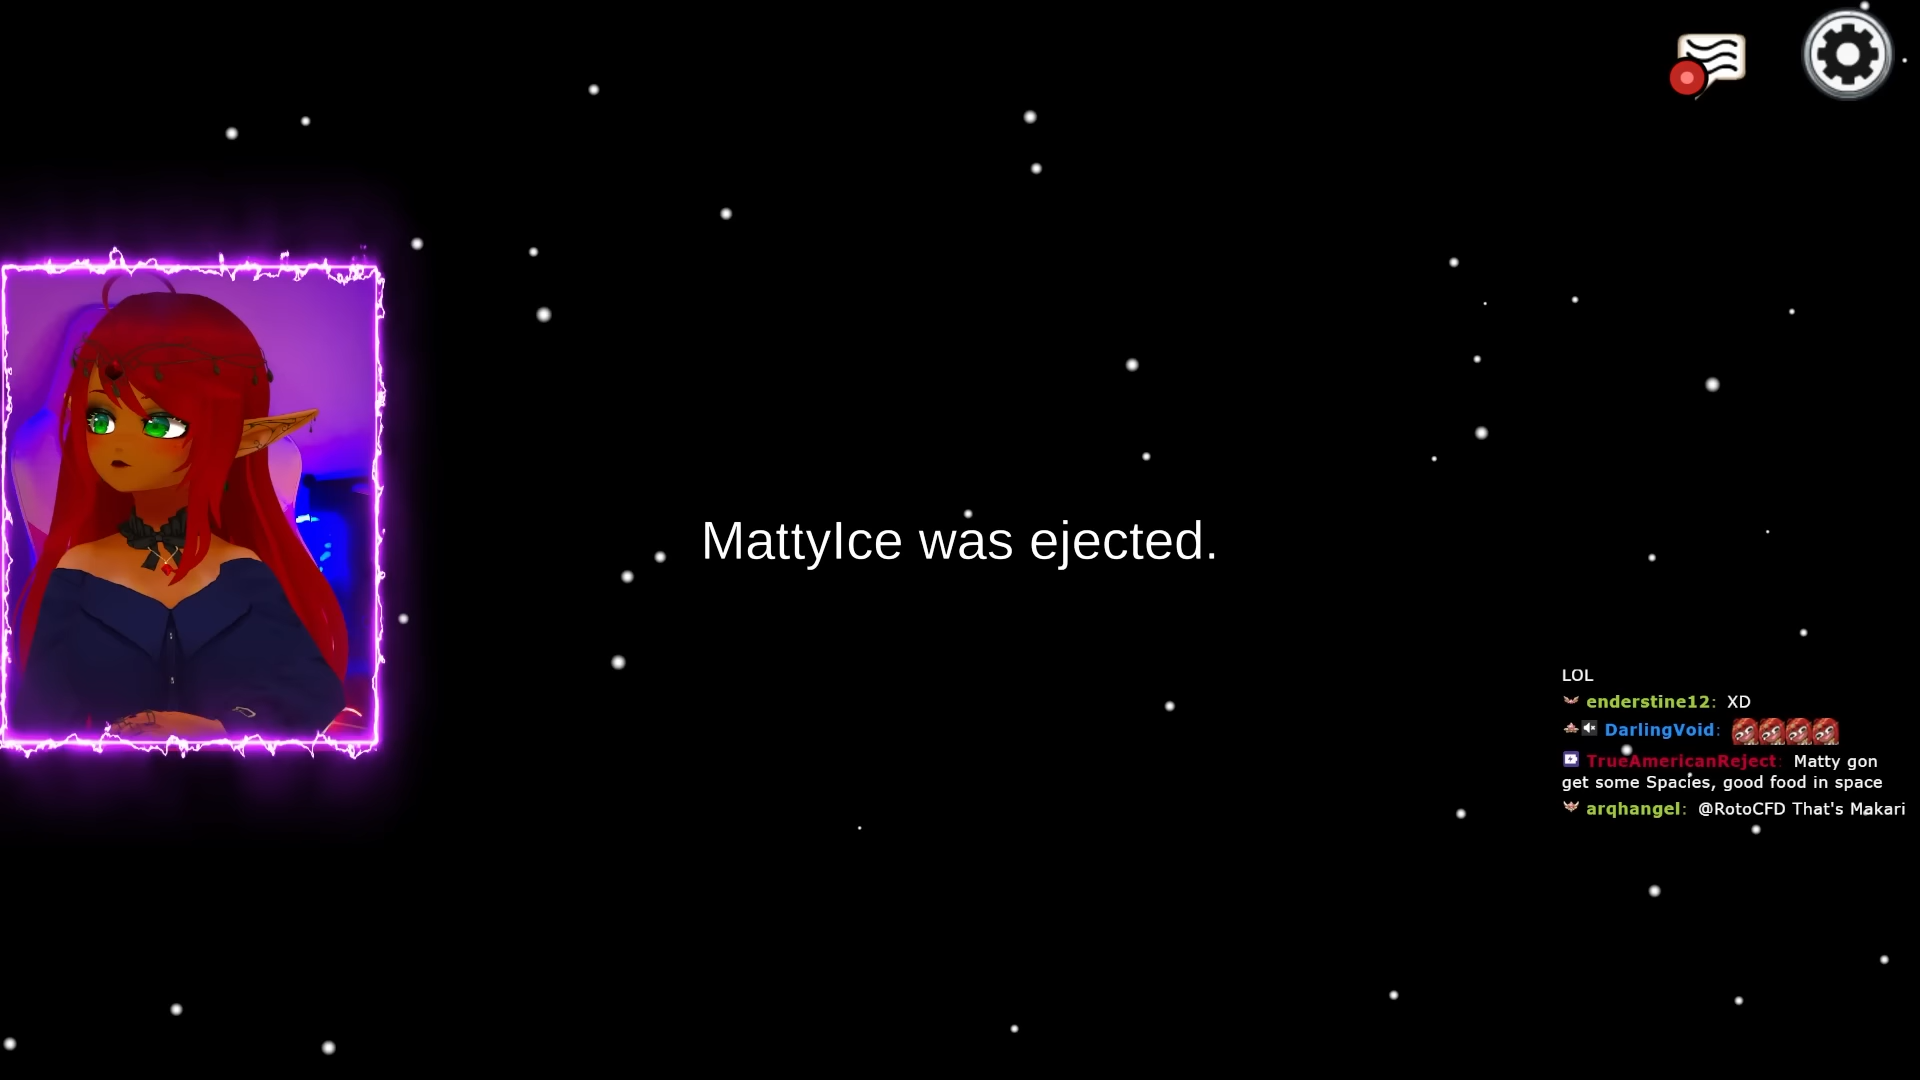 MattyIce was ejected.
LOL
enderstine12: XD
DarlingVoid:
TrueAmericanReject: Matty gon
get some Spacies, good food in space
arqhangel: @RotoCFD That's Makari